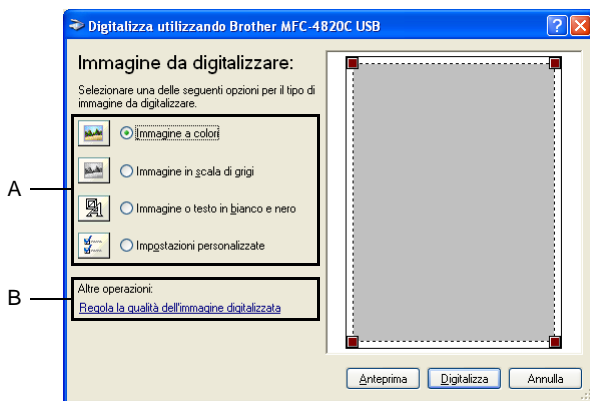 Digitalizza utilizzando Brother MFC-4820C USB
Immagine da digitalizzare:
Selezionare una delle seguenti opzioni per il tipo di
immagine da digitalizzare.
A
Immagine a colori
Immagine in scala di grigi
Immagine o testo in bianco e nero
Impostazioni personalizzate
B
Altre operazioni:
Regola la qualità dell'immagine digitalizzata
Anteprima
Digitalizza
Annulla